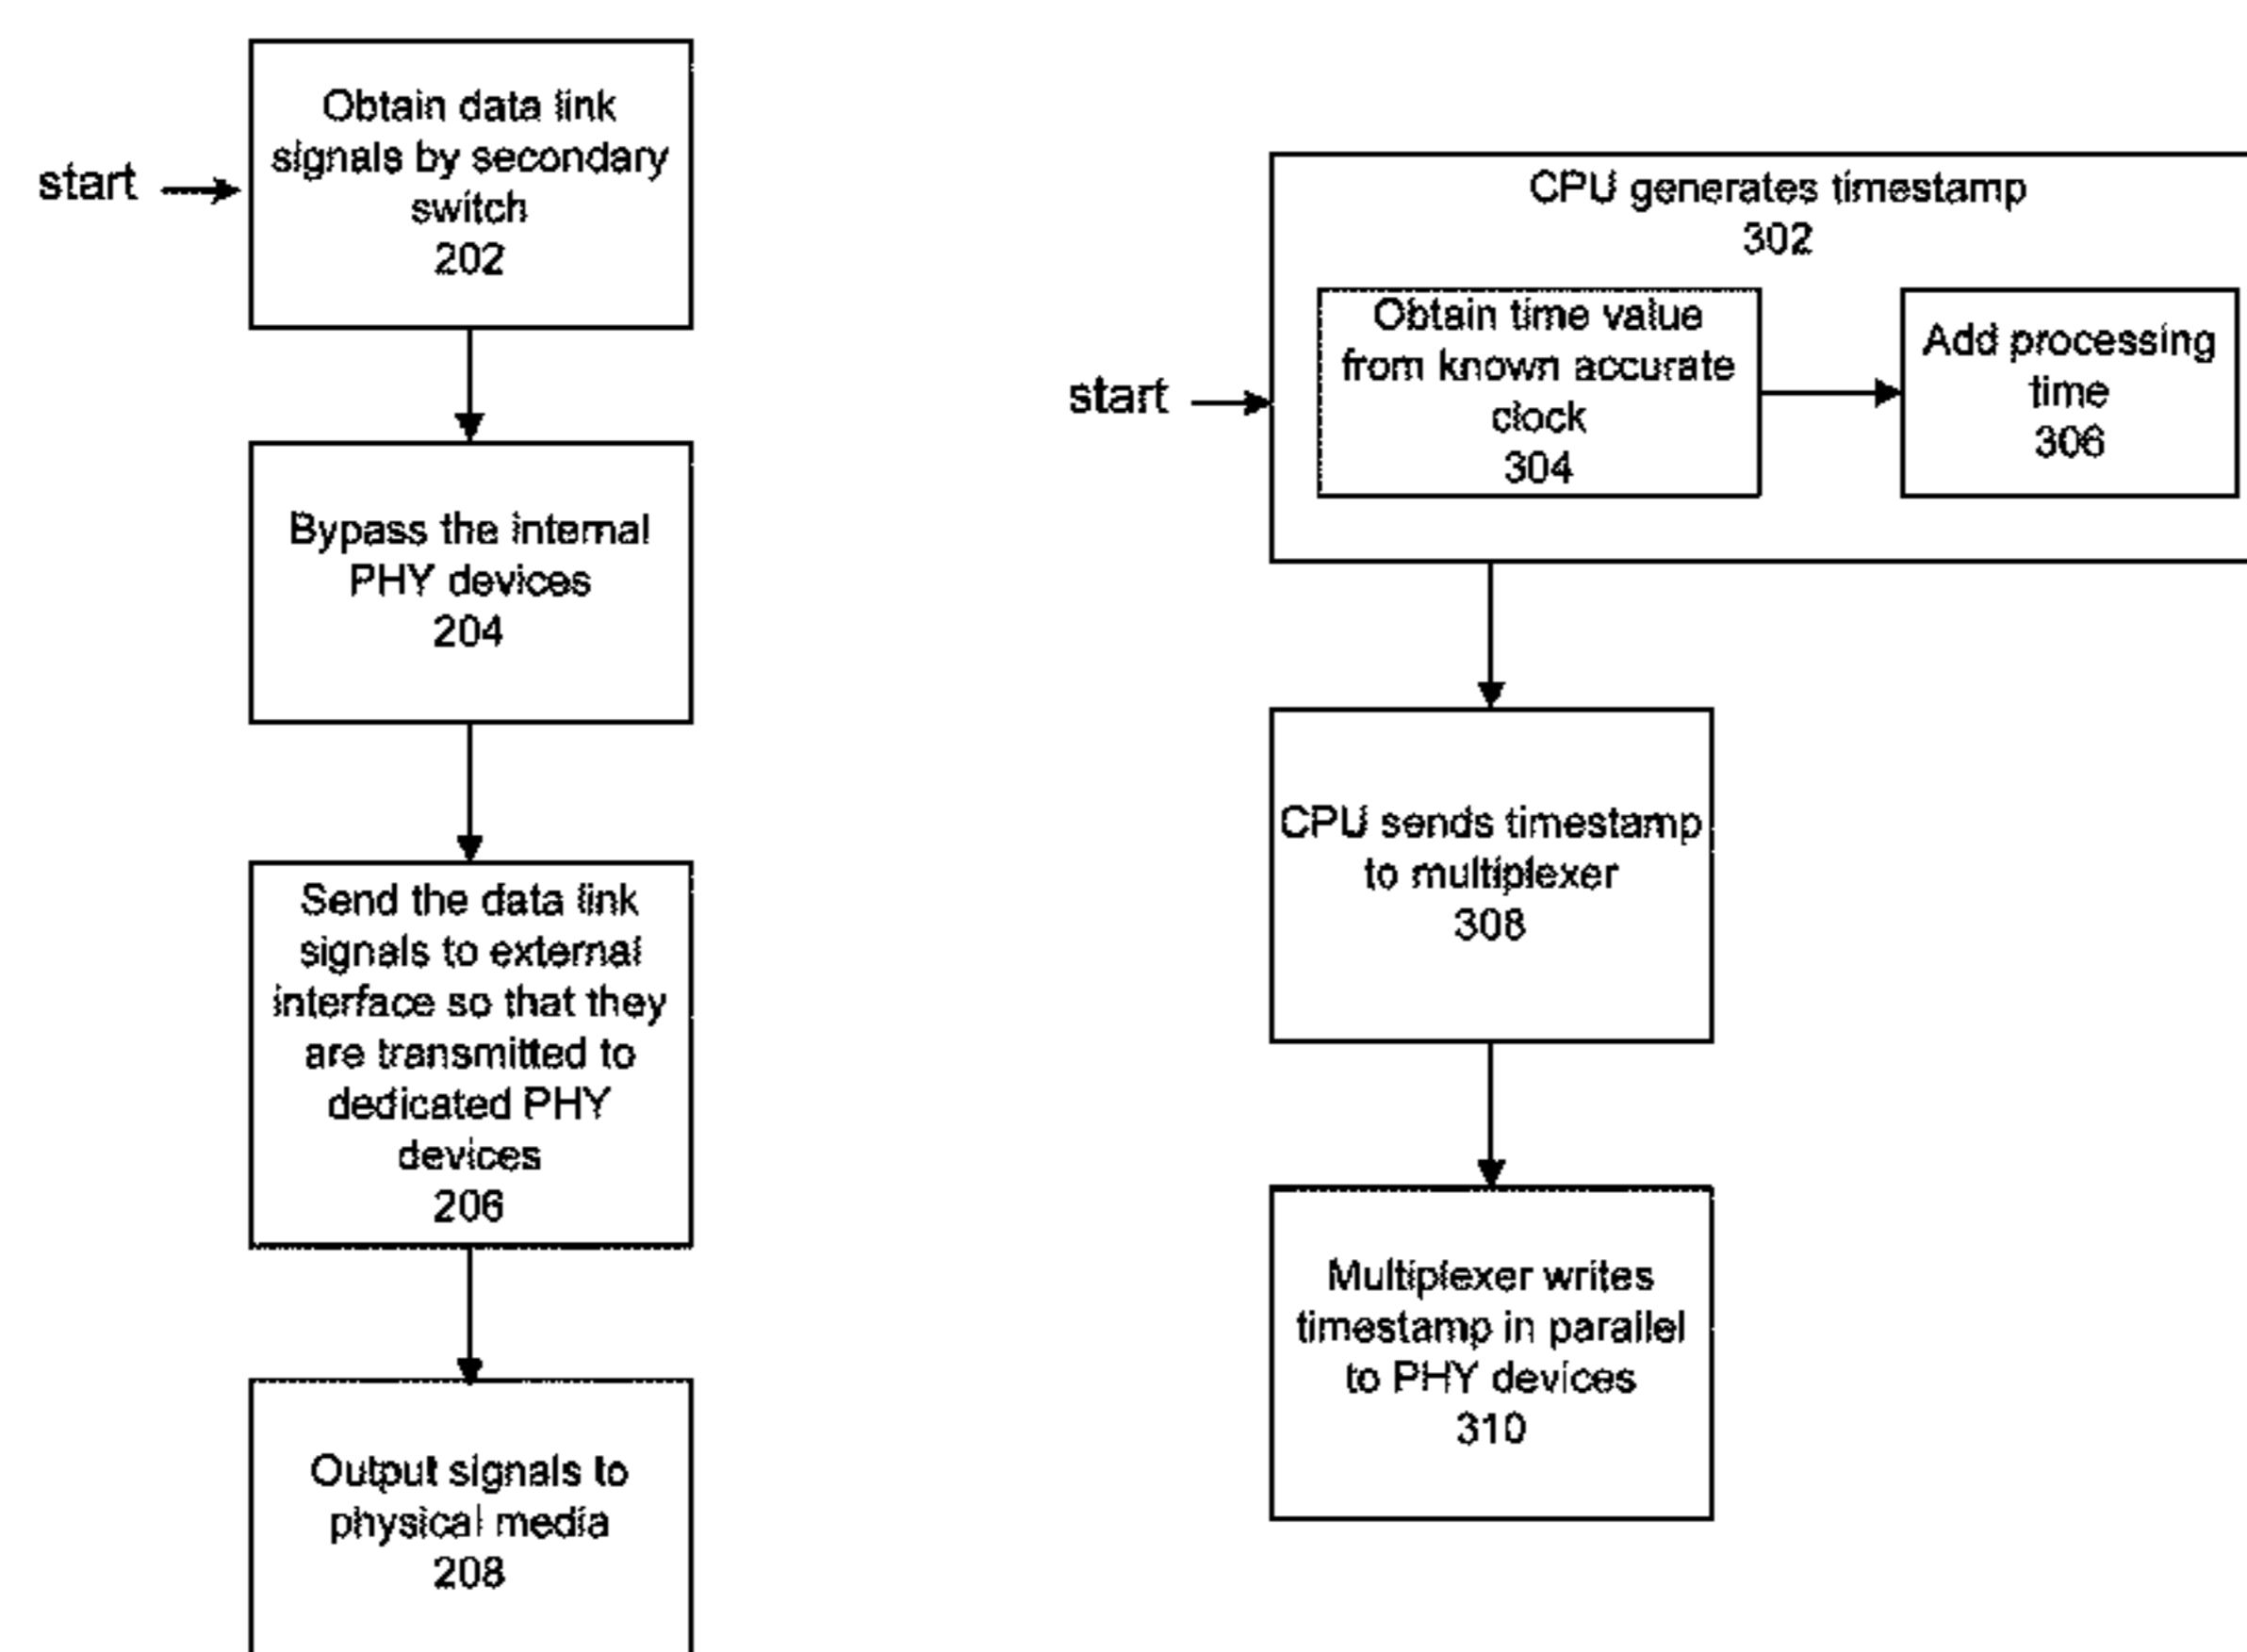 start
Obtain data link
signals by secondary
switch
202
Bypass the internal
PHY devices
204
Send the data link
signals to external
interface so that they
are transmitted to
dedicated PHY
devices
206
Output signals to
physical media
208
start
CPU generates timestamp
302
Obtain time value
from known accurate
clock
304
Add processing
time
306
CPU sends timestamp
to multiplexer
308
Multiplexer writes
timestamp in parallel
to PHY devices
310